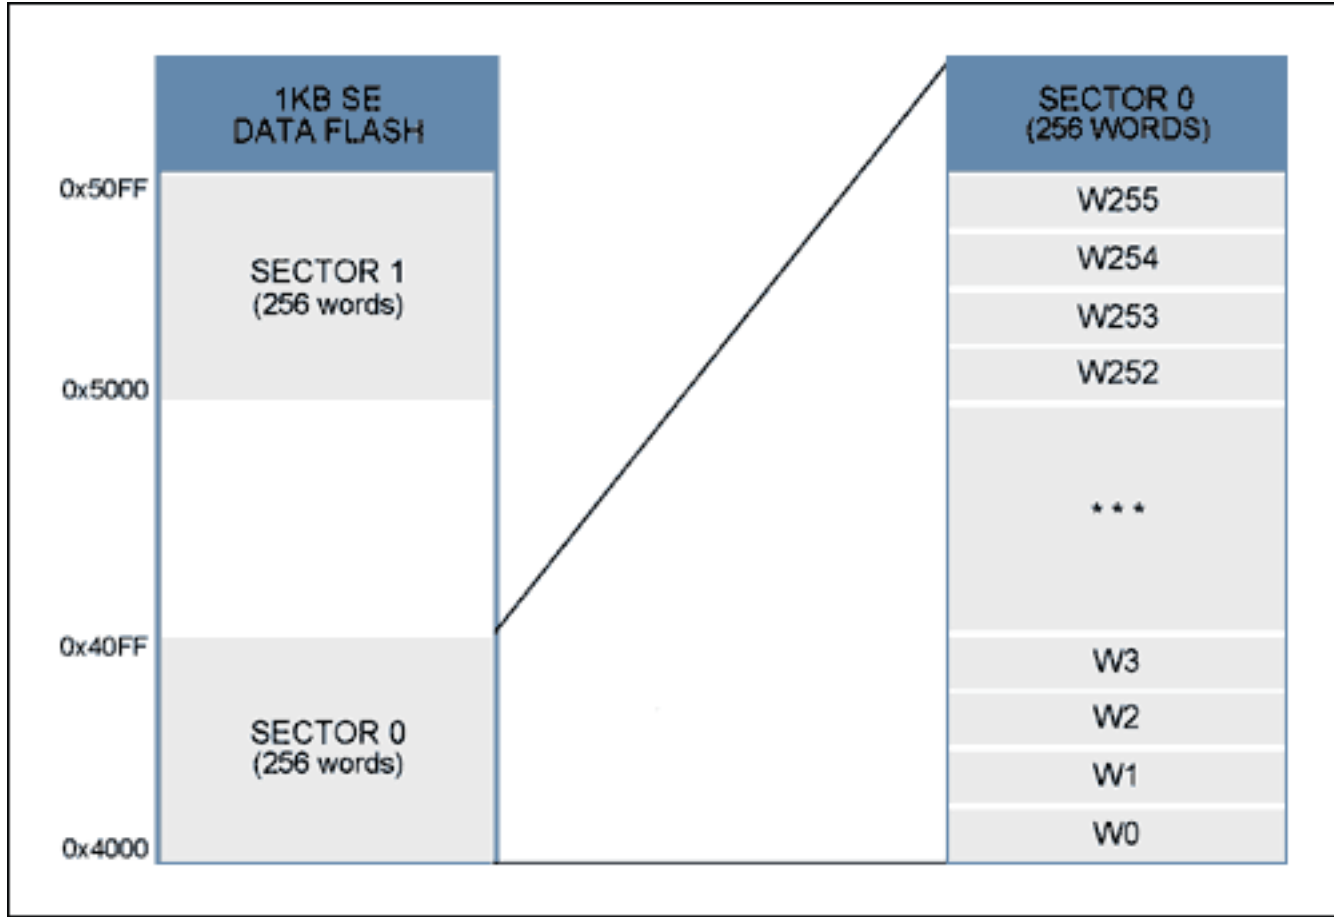 1KB SE
DATA FLASH
0x50FF
SECTOR 1
(256 words)
0x5000
0x40FF
SECTOR 0
(256 words)
0x4000
SECTOR 0
(256 WORDS)
W255
W254
W253
W252
* * *
W3
W2
W1
W0